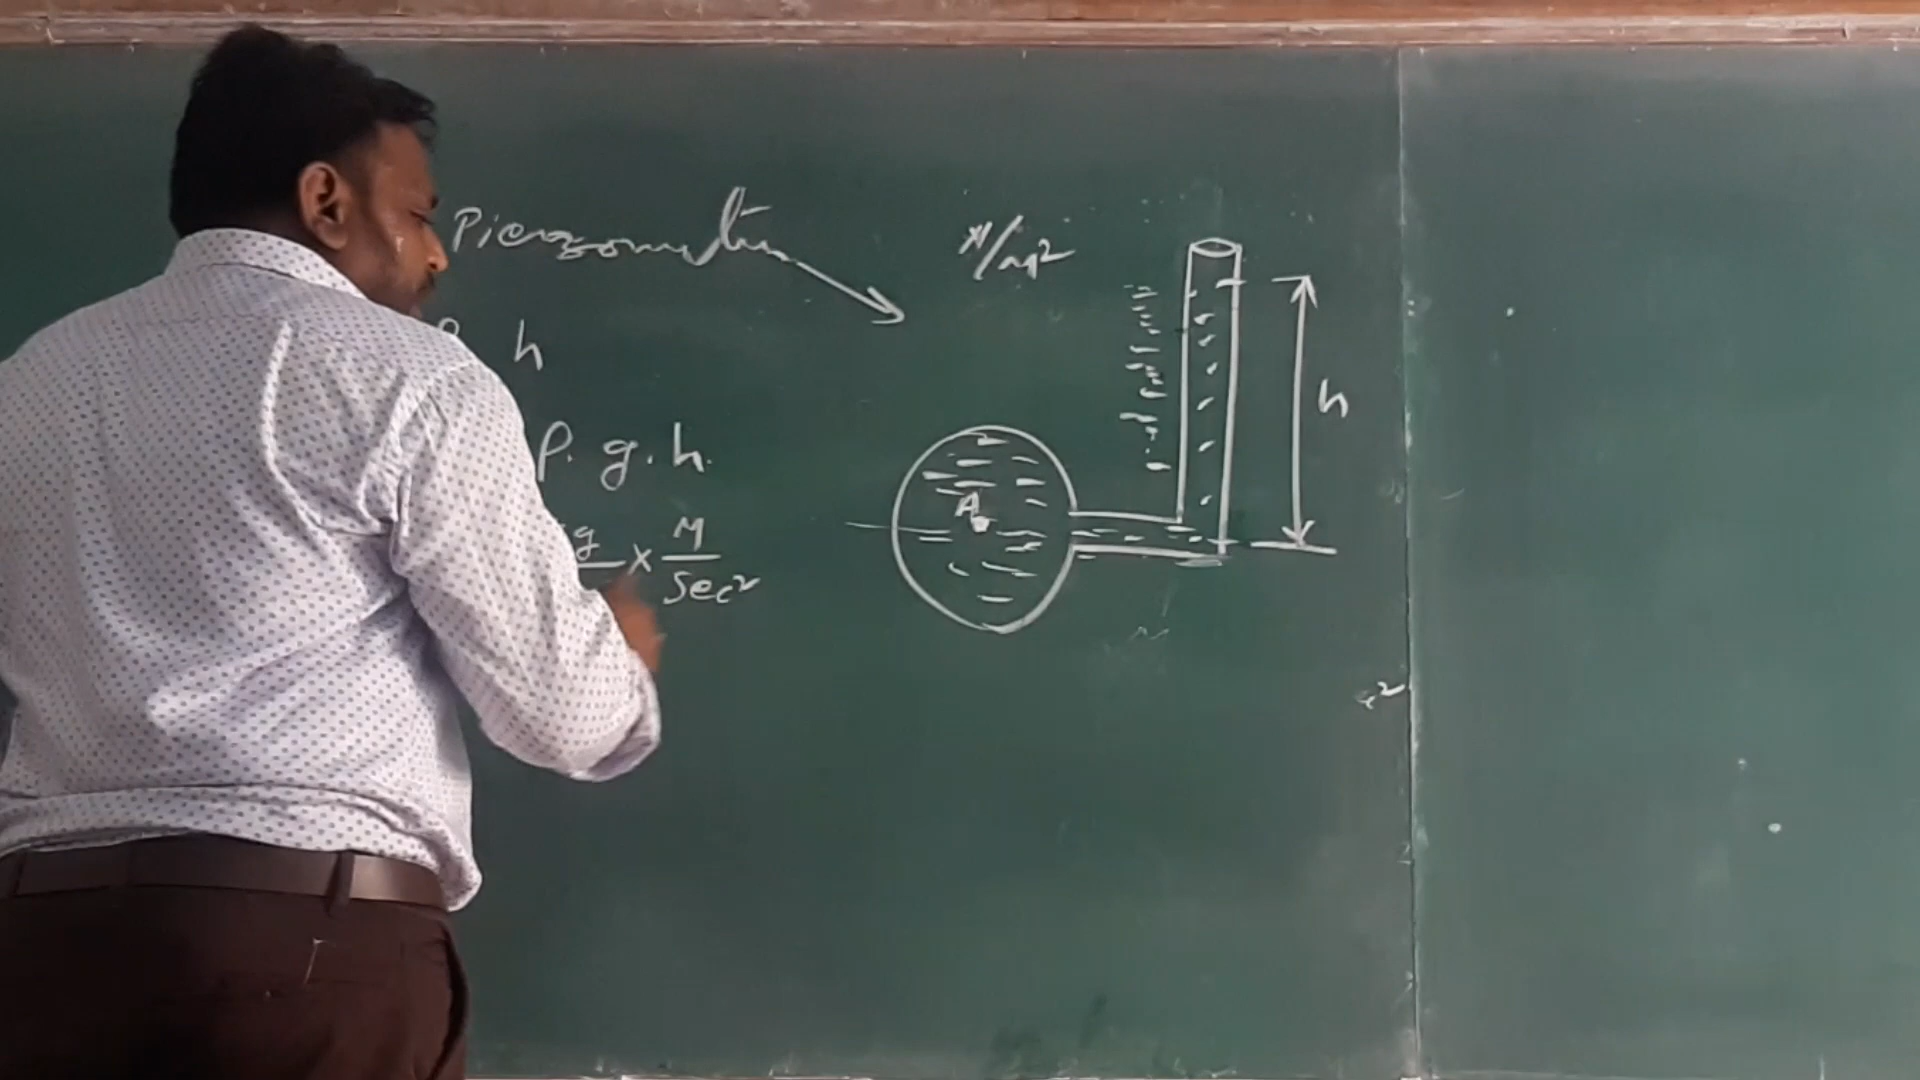 Piezometer
N/m²
h
ρ. g. h.
h
A
g × M
Sec²